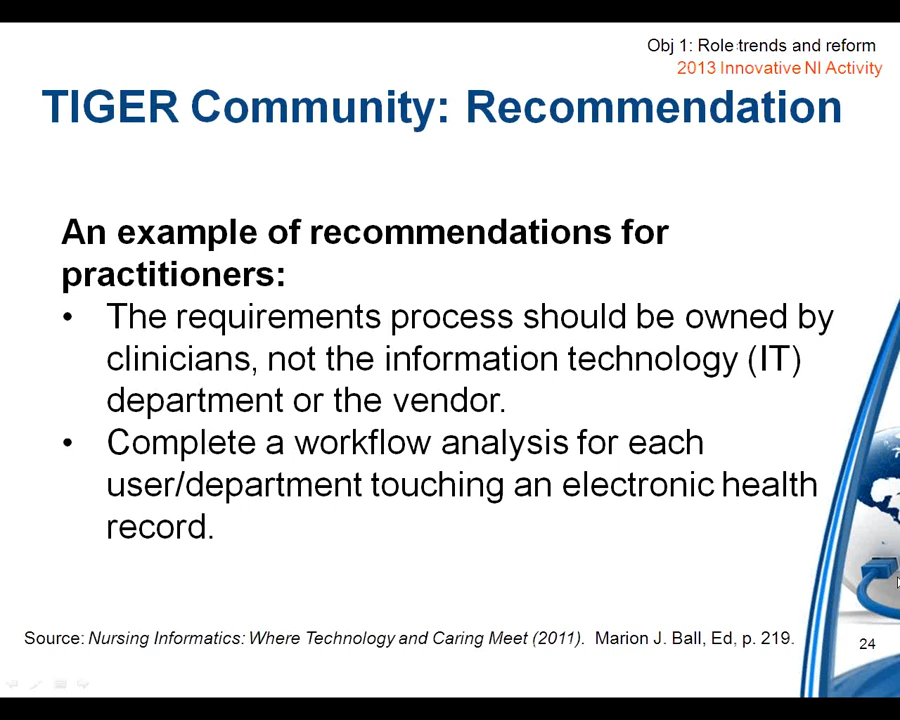 Obj 1: Role trends and reform
2013 Innovative NI Activity
TIGER Community: Recommendation
An example of recommendations for
practitioners:
• The requirements process should be owned by
clinicians, not the information technology (IT)
department or the vendor.
• Complete a workflow analysis for each
user/department touching an electronic health
record.
Source: Nursing Informatics: Where Technology and Caring Meet (2011). Marion J. Ball, Ed, p. 219.
24